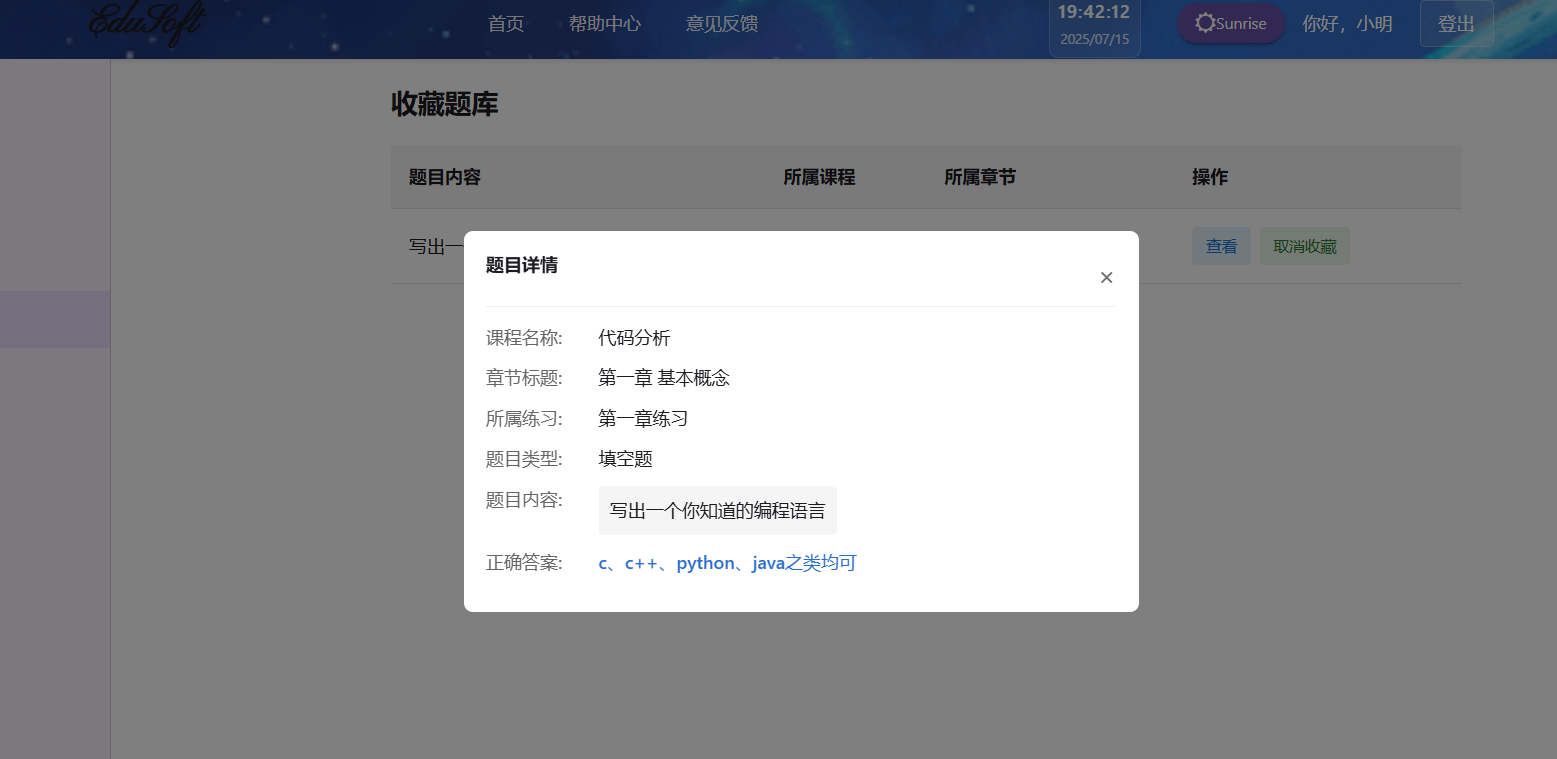 EduSoft
首页 帮助中心 意见反馈
19:42:12
2025/07/15
Sunrise
你好，小明
登出
收藏题库
题目内容 所属课程 所属章节 操作
写出一 查看 取消收藏
题目详情
×
课程名称: 代码分析
章节标题: 第一章 基本概念
所属练习: 第一章练习
题目类型: 填空题
题目内容: 写出一个你知道的编程语言
正确答案: c、c++、python、java之类均可